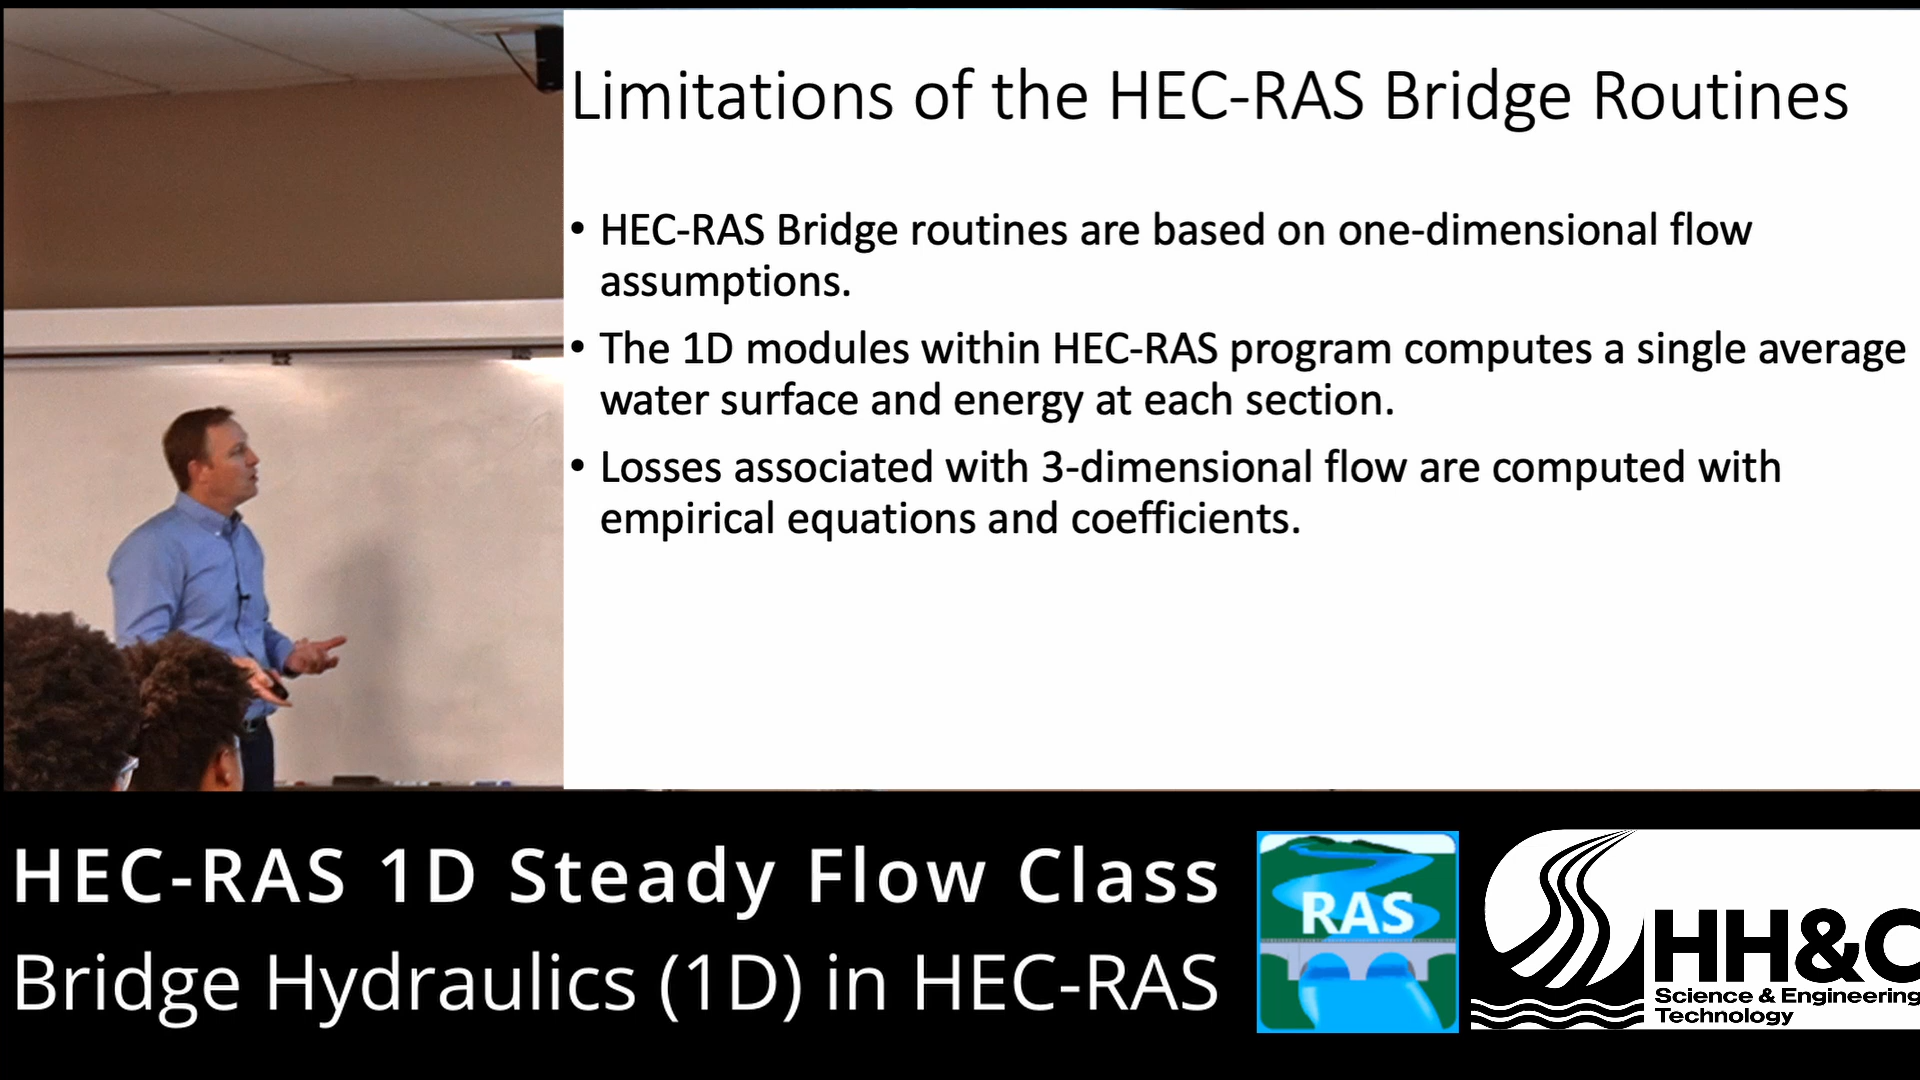 Limitations of the HEC-RAS Bridge Routines
• HEC-RAS Bridge routines are based on one-dimensional flow
assumptions.
• The 1D modules within HEC-RAS program computes a single average
water surface and energy at each section.
• Losses associated with 3-dimensional flow are computed with
empirical equations and coefficients.
HEC-RAS 1D Steady Flow Class
Bridge Hydraulics (1D) in HEC-RAS
RAS
HH&C
Science & Engineering
Technology